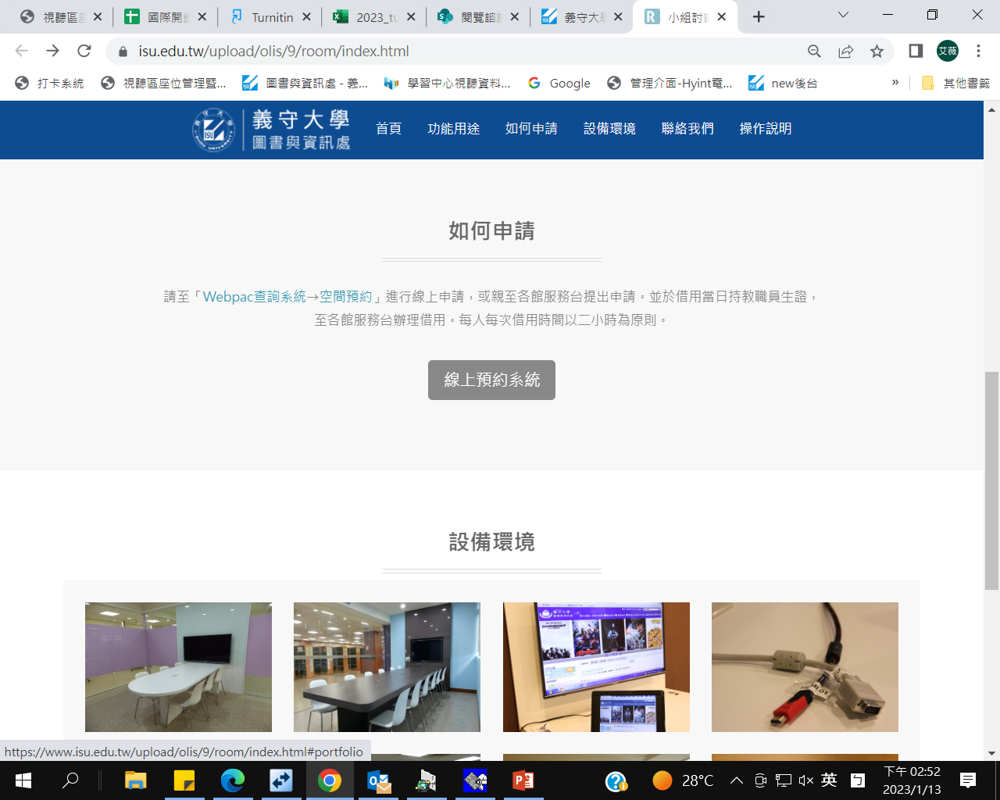 視聽區座
國際開
Turnitin
2023_tu
閱覽諮詢
義守大學
小組討論
isu.edu.tw/upload/olis/9/room/index.html
艾薇
打卡系統
視聽區座位管理暨...
圖書與資訊處 - 義...
學習中心視聽資料...
Google
管理介面-Hyint電...
new後台
»
其他書籤
義守大學
圖書與資訊處
首頁
功能用途
如何申請
設備環境
聯絡我們
操作說明
如何申請
請至「Webpac查詢系統→空間預約」進行線上申請，或親至各館服務台提出申請。並於借用當日持教職員生證，
至各館服務台辦理借用。每人每次借用時間以二小時為原則。
線上預約系統
設備環境
https://www.isu.edu.tw/upload/olis/9/room/index.html#portfolio
28°C
英
下午 02:52
2023/1/13